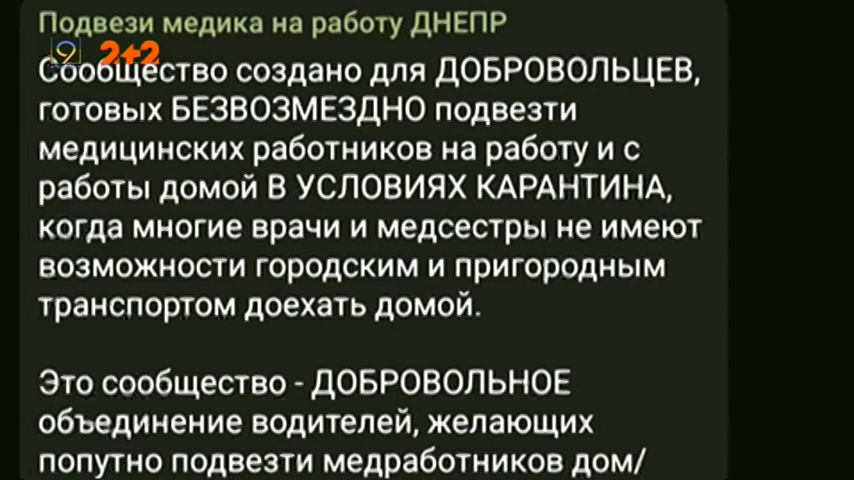 Подвези медика на работу ДНЕПР
9 2+2
Сообщество создано для ДОБРОВОЛЬЦЕВ,
готовых БЕЗВОЗМЕЗДНО подвезти
медицинских работников на работу и с
работы домой В УСЛОВИЯХ КАРАНТИНА,
когда многие врачи и медсестры не имеют
возможности городским и пригородным
транспортом доехать домой.
Это сообщество - ДОБРОВОЛЬНОЕ
объединение водителей, желающих
попутно подвезти медработников дом/